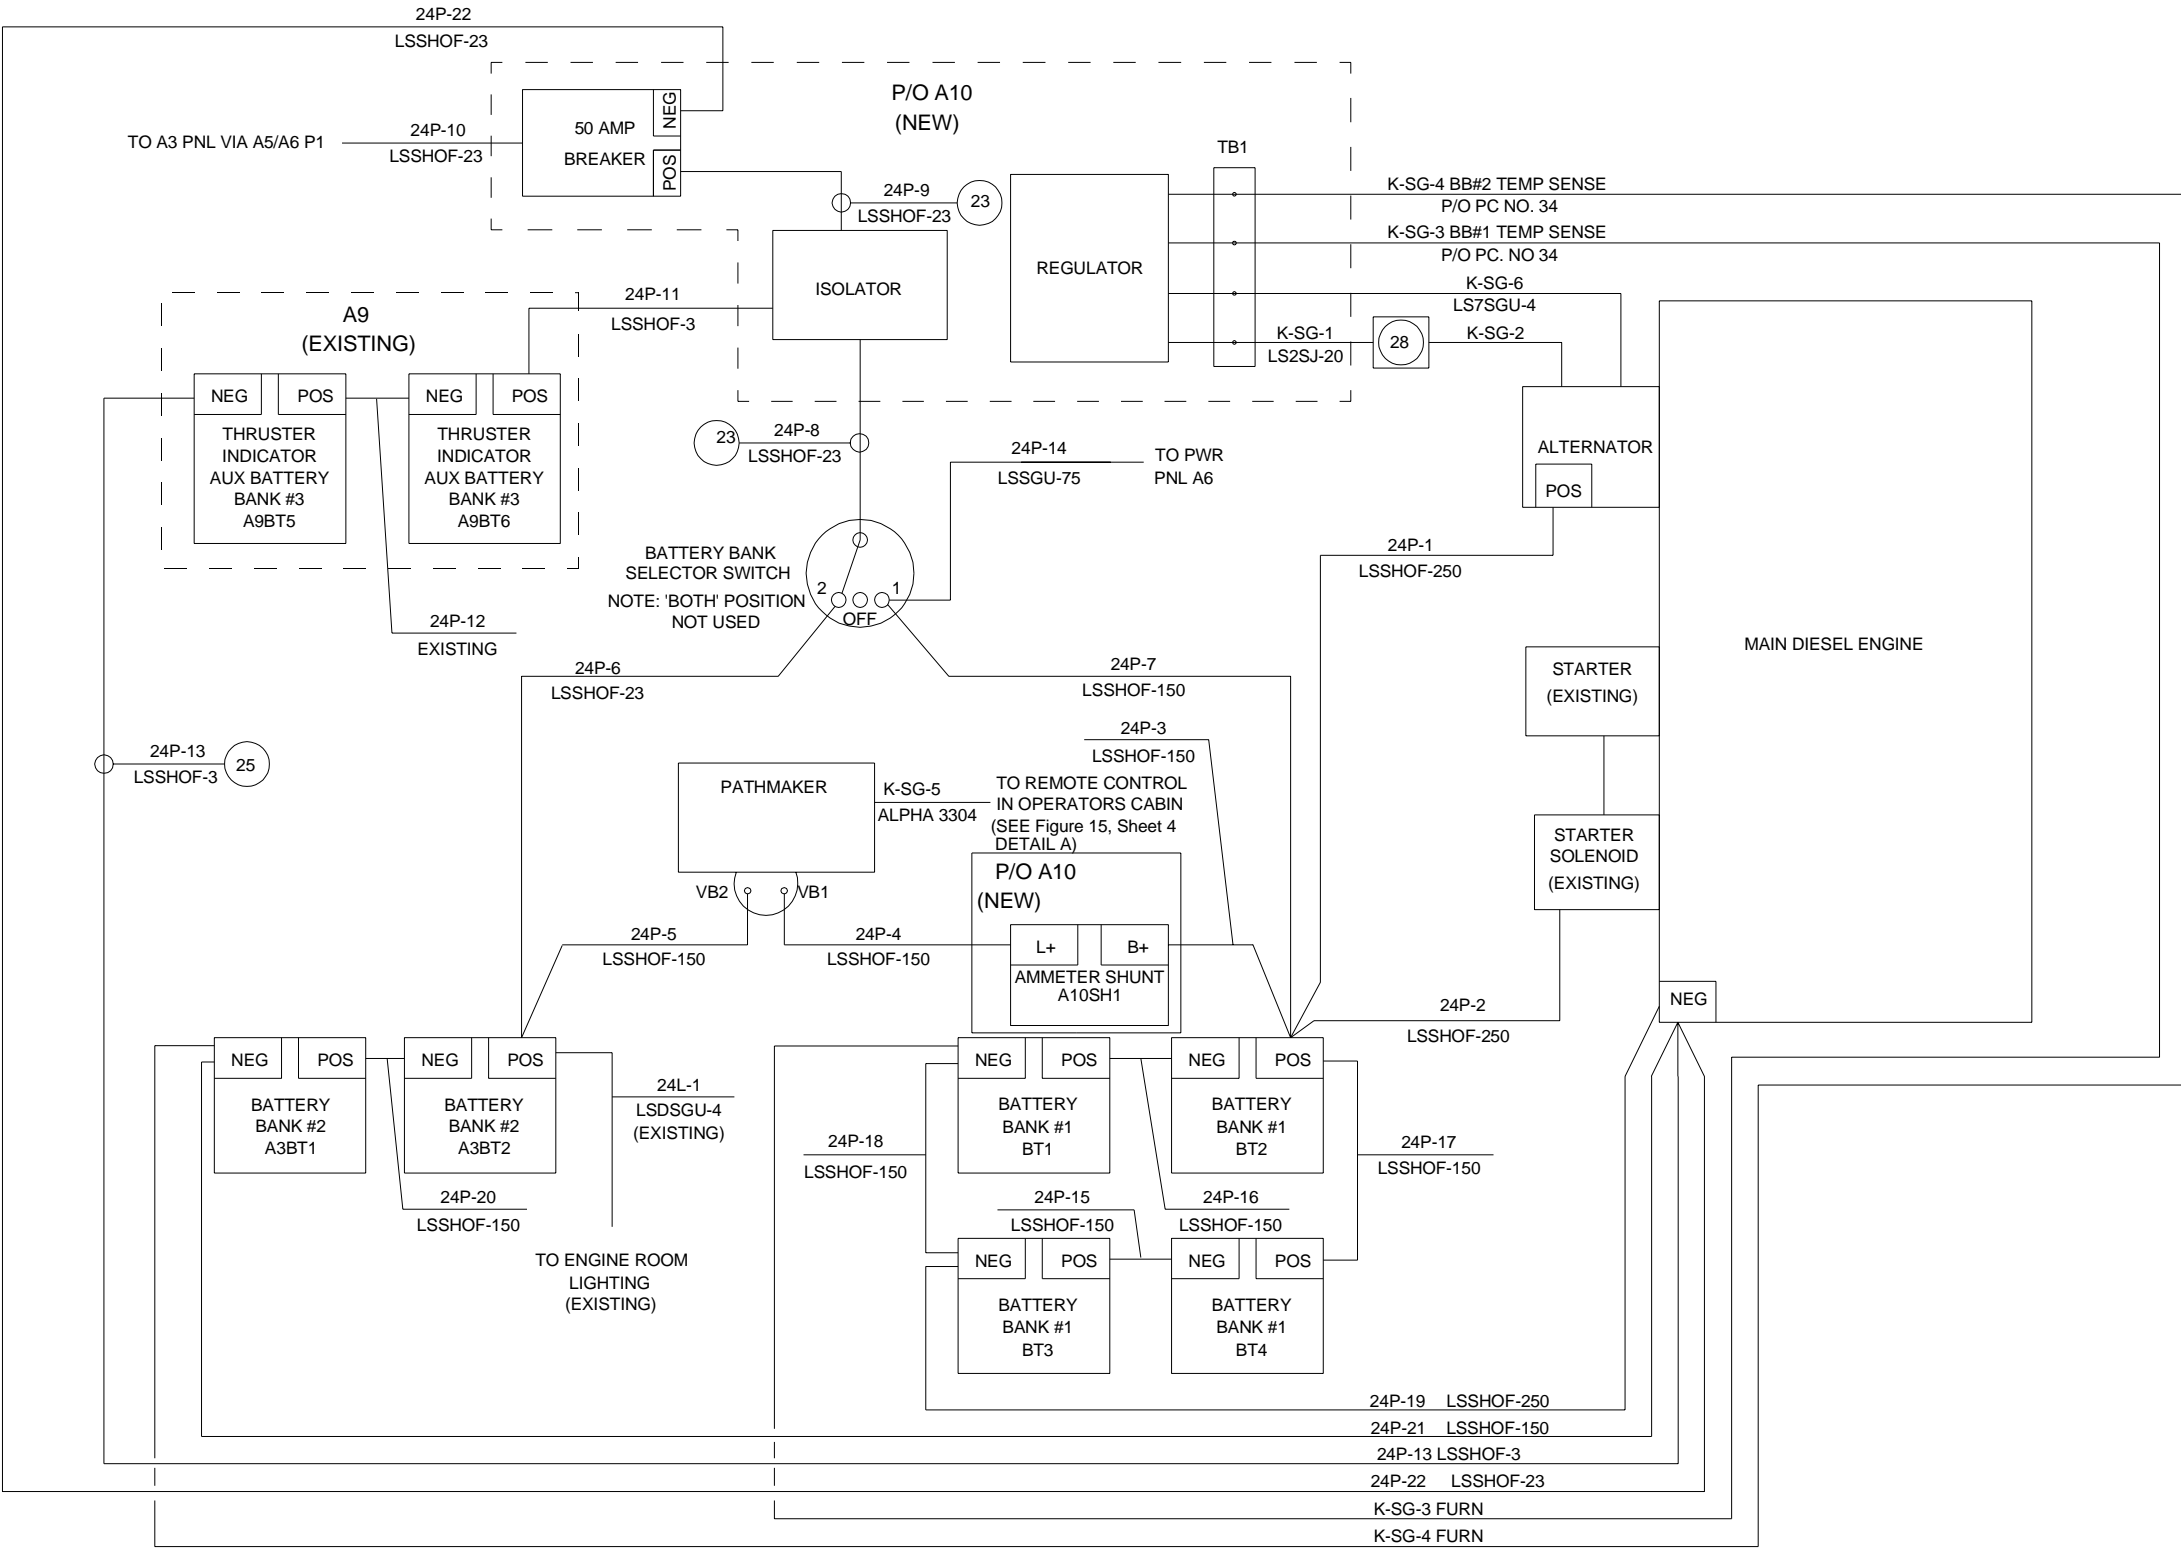 24P-22
LSSHOF-23
P/O A10
(NEW)
NEG
50 AMP
BREAKER
POS
TO A3 PNL VIA A5/A6 P1
24P-10
LSSHOF-23
TB1
24P-9
LSSHOF-23
23
K-SG-4 BB#2 TEMP SENSE
P/O PC NO. 34
K-SG-3 BB#1 TEMP SENSE
P/O PC. NO 34
REGULATOR
ISOLATOR
K-SG-6
LS7SGU-4
K-SG-1
LS2SJ-20
28
K-SG-2
24P-11
LSSHOF-3
A9
(EXISTING)
NEG
POS
THRUSTER
INDICATOR
AUX BATTERY
BANK #3
A9BT5
NEG
POS
THRUSTER
INDICATOR
AUX BATTERY
BANK #3
A9BT6
23
24P-8
LSSHOF-23
24P-14
LSSGU-75
TO PWR
PNL A6
ALTERNATOR
POS
24P-1
LSSHOF-250
BATTERY BANK
SELECTOR SWITCH
NOTE: 'BOTH' POSITION
NOT USED
2
1
OFF
24P-12
EXISTING
24P-6
LSSHOF-23
24P-7
LSSHOF-150
MAIN DIESEL ENGINE
STARTER
(EXISTING)
24P-3
LSSHOF-150
24P-13
LSSHOF-3
25
PATHMAKER
K-SG-5
ALPHA 3304
TO REMOTE CONTROL
IN OPERATORS CABIN
(SEE Figure 15, Sheet 4
DETAIL A)
STARTER
SOLENOID
(EXISTING)
VB2
VB1
P/O A10
(NEW)
L+
B+
AMMETER SHUNT
A10SH1
24P-5
LSSHOF-150
24P-4
LSSHOF-150
24P-2
LSSHOF-250
NEG
NEG
POS
BATTERY
BANK #2
A3BT1
NEG
POS
BATTERY
BANK #2
A3BT2
24L-1
LSDSGU-4
(EXISTING)
24P-20
LSSHOF-150
TO ENGINE ROOM
LIGHTING
(EXISTING)
NEG
POS
BATTERY
BANK #1
BT1
NEG
POS
BATTERY
BANK #1
BT2
24P-18
LSSHOF-150
24P-17
LSSHOF-150
24P-15
LSSHOF-150
24P-16
LSSHOF-150
NEG
POS
BATTERY
BANK #1
BT3
NEG
POS
BATTERY
BANK #1
BT4
24P-19 LSSHOF-250
24P-21 LSSHOF-150
24P-13 LSSHOF-3
24P-22 LSSHOF-23
K-SG-3 FURN
K-SG-4 FURN